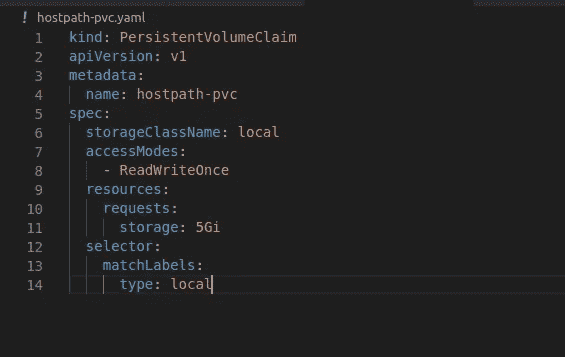 ! hostpath-pvc.yaml
1 kind: PersistentVolumeClaim
2 apiVersion: v1
3 metadata:
4   name: hostpath-pvc
5 spec:
6   storageClassName: local
7   accessModes:
8     - ReadWriteOnce
9   resources:
10     requests:
11       storage: 5Gi
12   selector:
13     matchLabels:
14       type: local